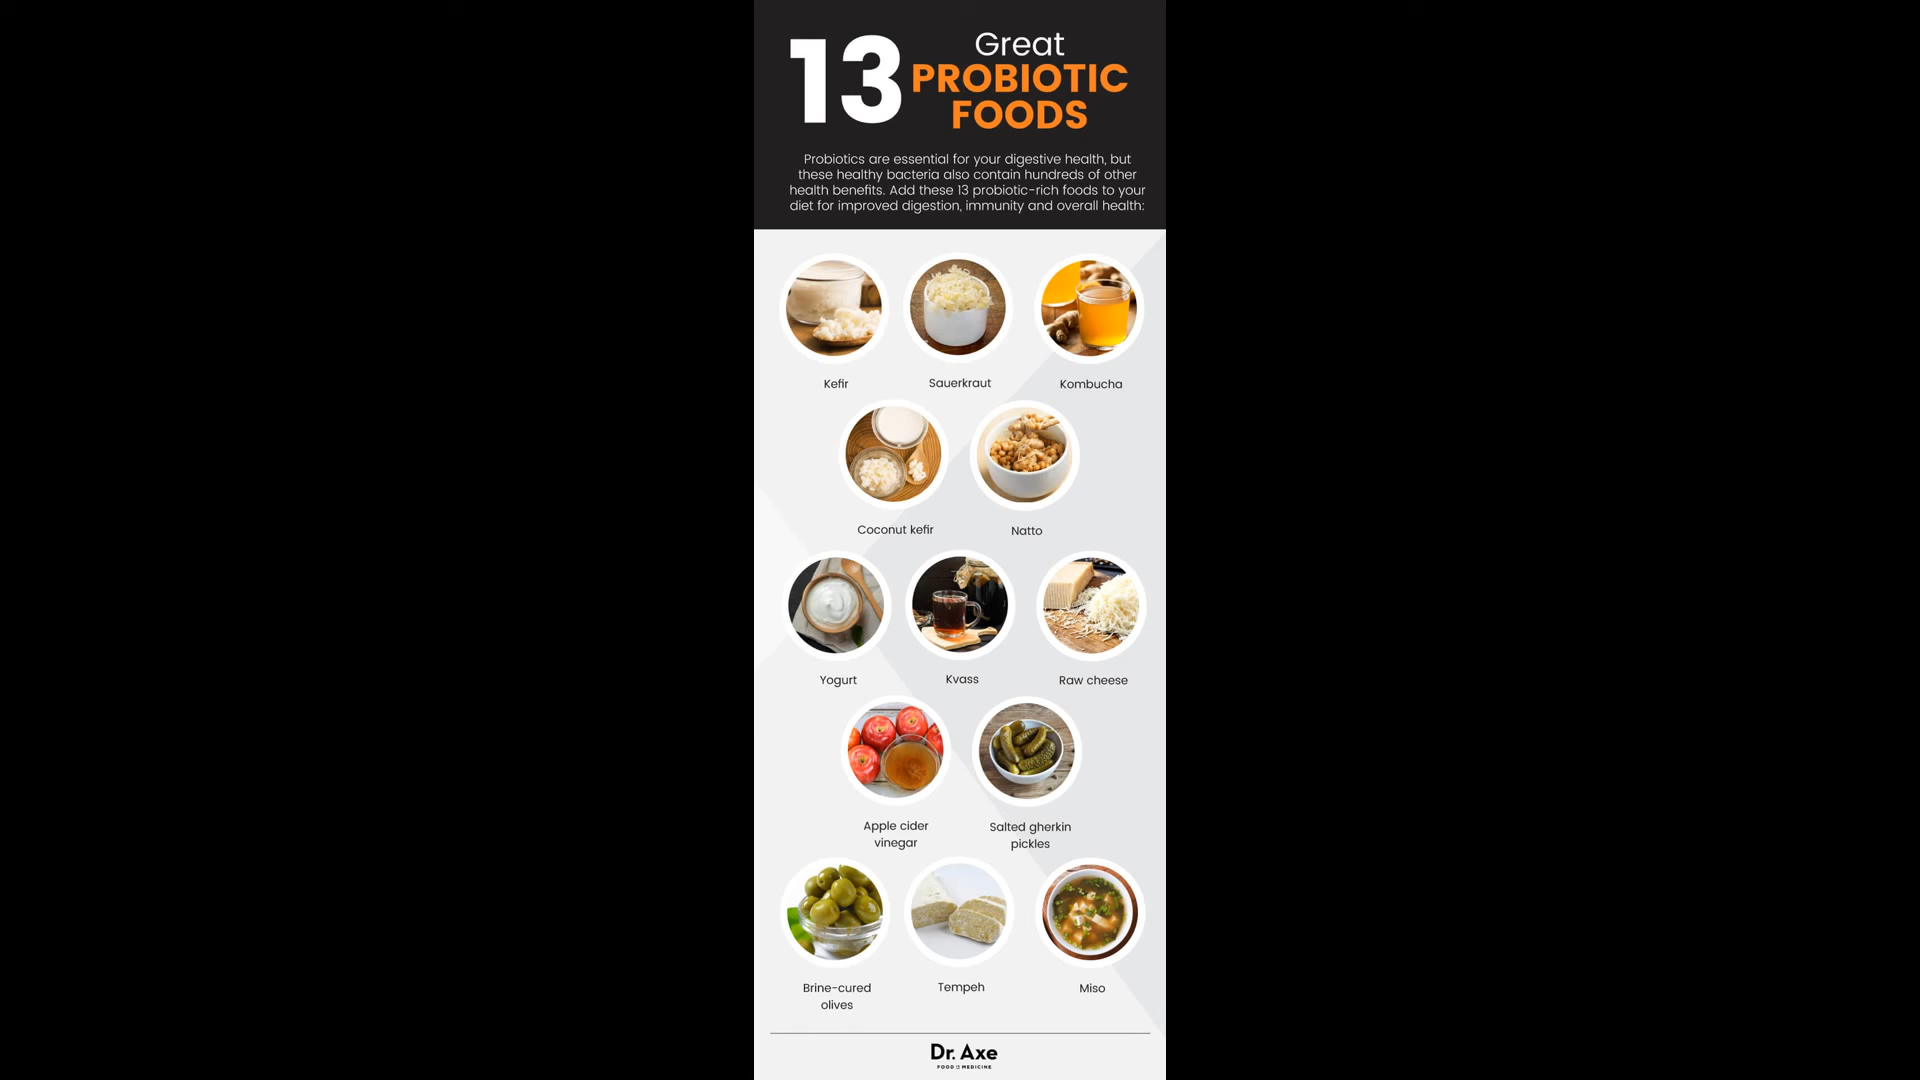 13
Great
PROBIOTIC
FOODS
Probiotics are essential for your digestive health, but
these healthy bacteria also contain hundreds of other
health benefits. Add these 13 probiotic-rich foods to your
diet for improved digestion, immunity and overall health:
Kefir
Sauerkraut
Kombucha
Coconut kefir
Natto
Yogurt
Kvass
Raw cheese
Apple cider
vinegar
Salted gherkin
pickles
Brine-cured
olives
Tempeh
Miso
Dr. Axe
FOOD IS MEDICINE